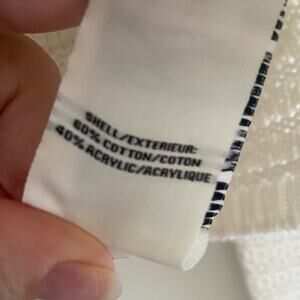 SHELL/EXTERIEUR:
60% COTTON/COTON
40% ACRYLIC/ACRYLIQUE